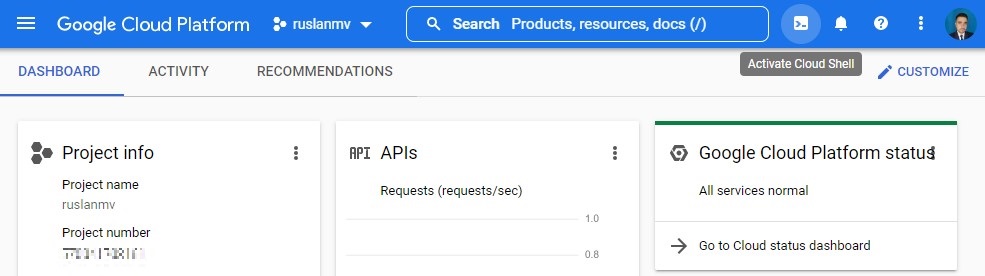 Google Cloud Platform ruslanmv Search Products, resources, docs (/)
Activate Cloud Shell
DASHBOARD ACTIVITY RECOMMENDATIONS CUSTOMIZE
Project info
Project name
ruslanmv
Project number
API APIs
Requests (requests/sec)
1.0
0.8
Google Cloud Platform status
All services normal
Go to Cloud status dashboard